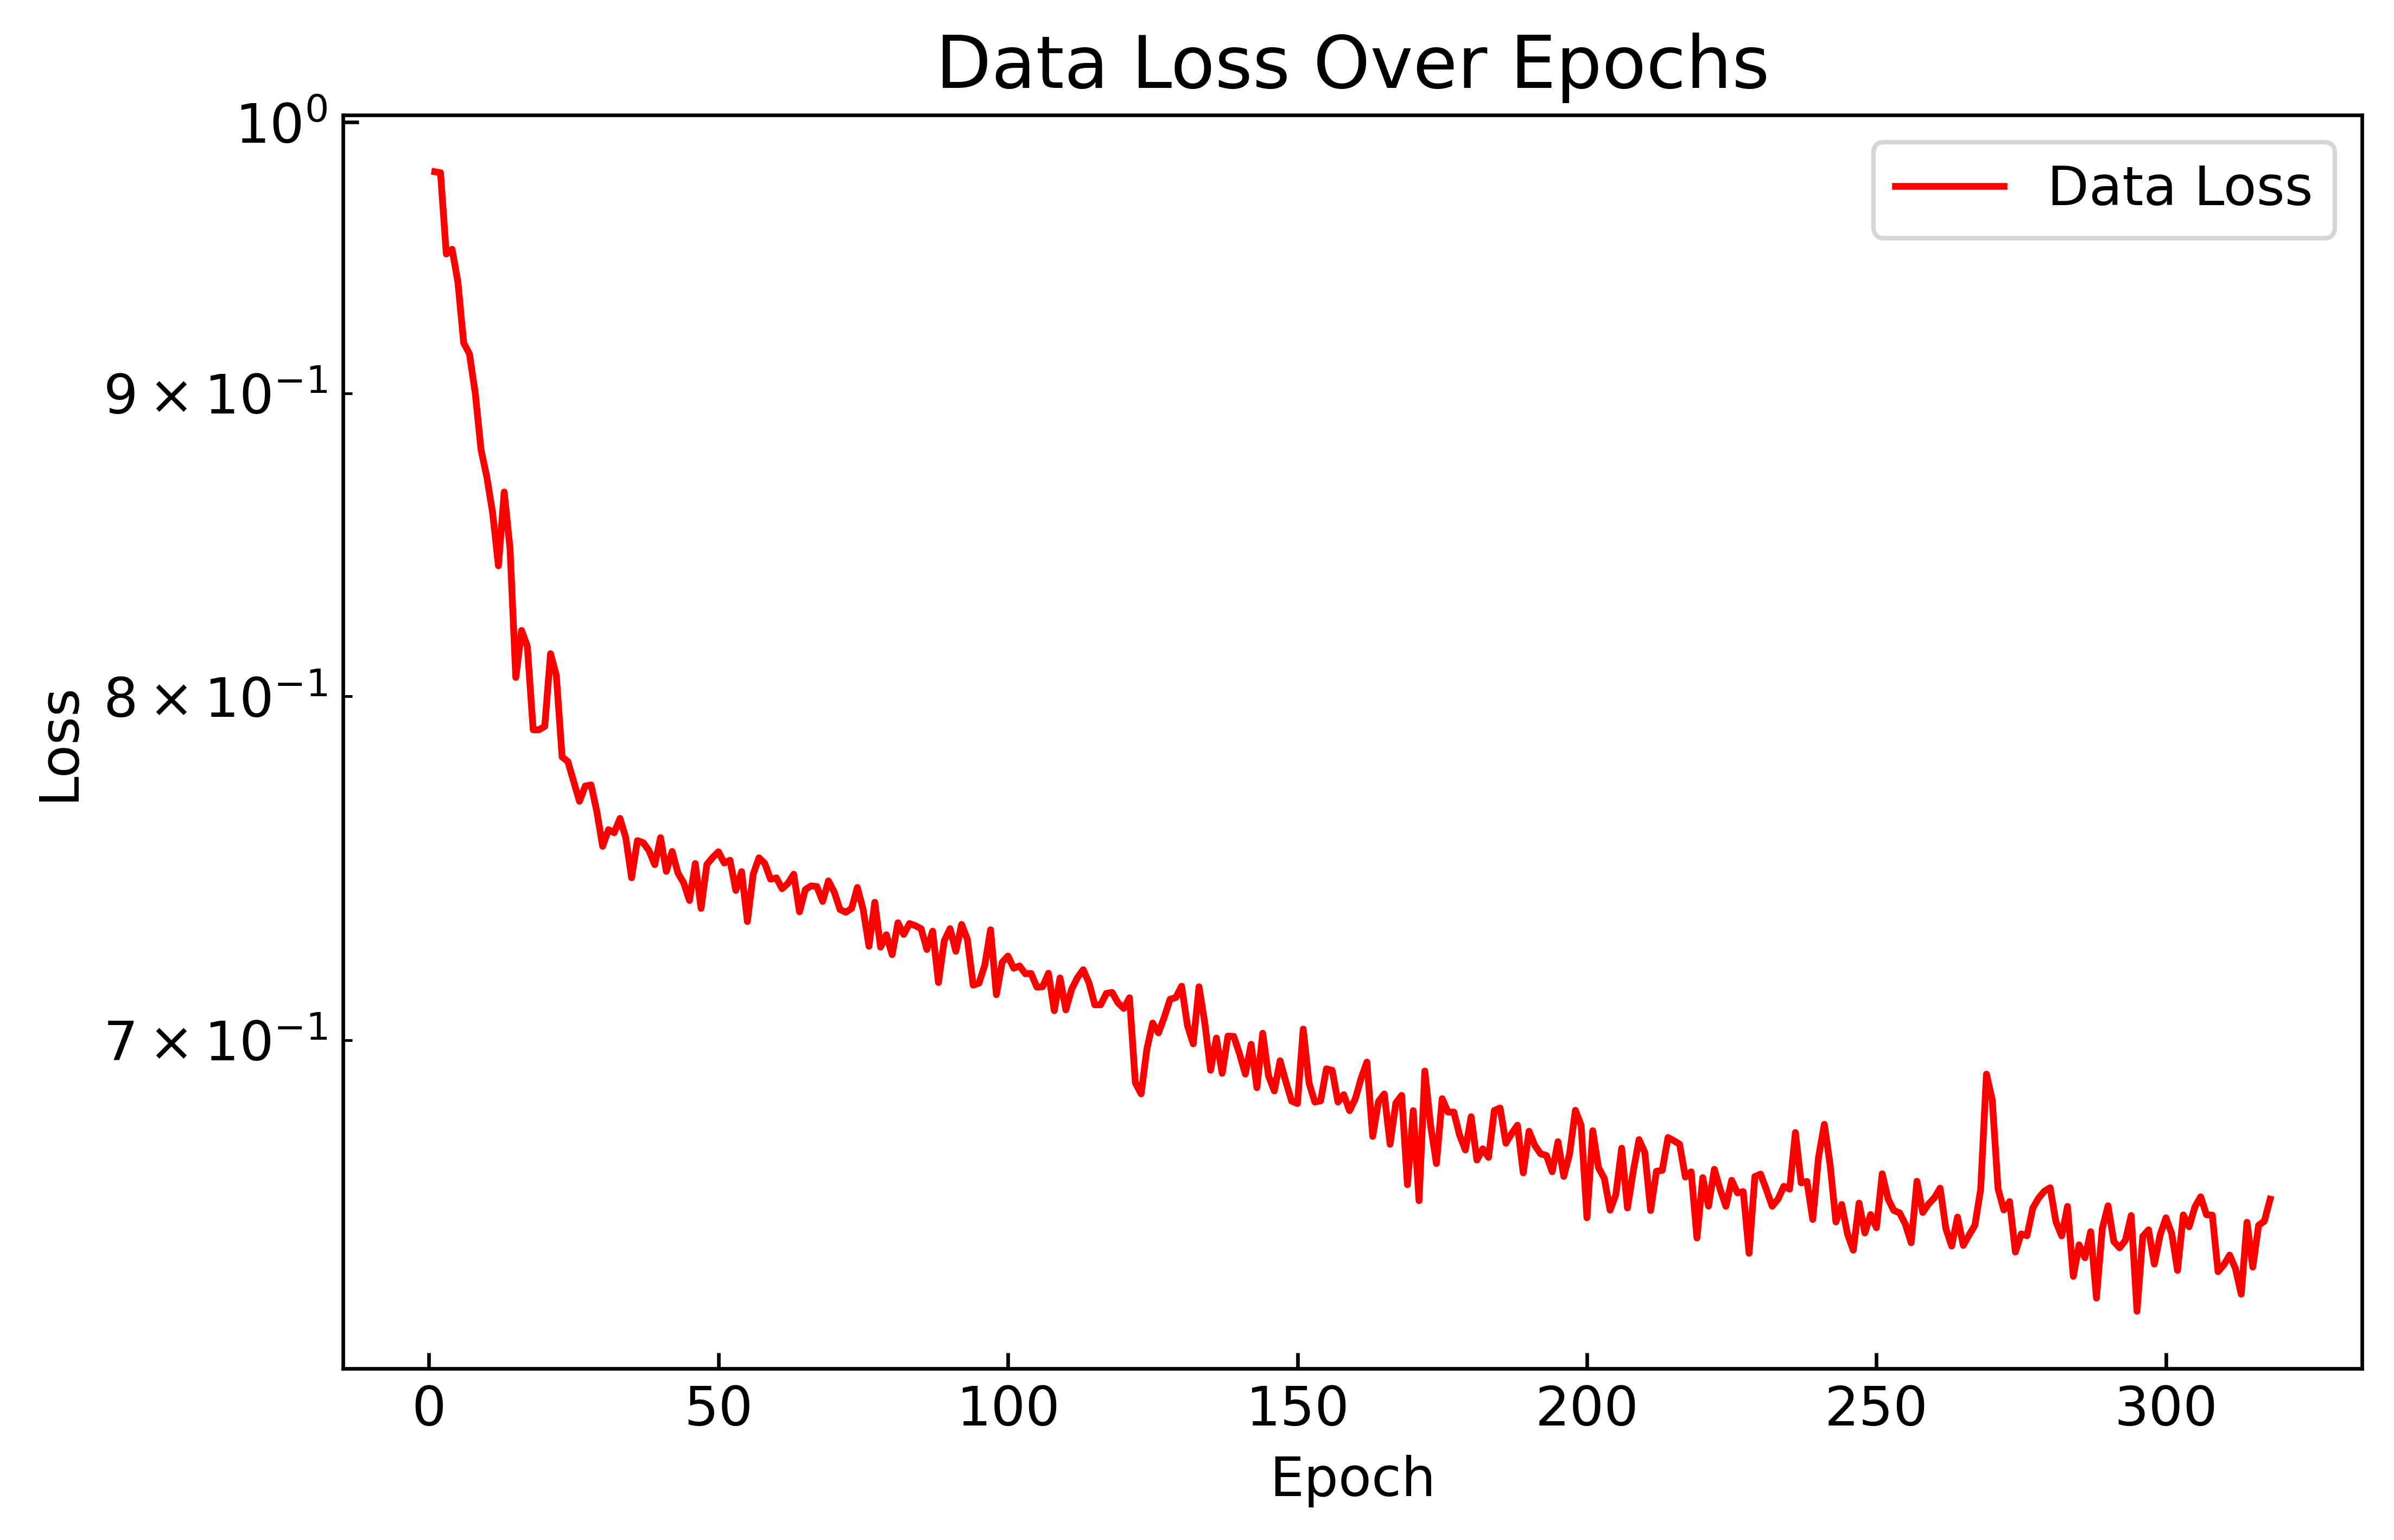 Data Loss Over Epochs
10⁰
Data Loss
9 × 10⁻¹
8 × 10⁻¹
Loss
7 × 10⁻¹
0 50 100 150 200 250 300
Epoch